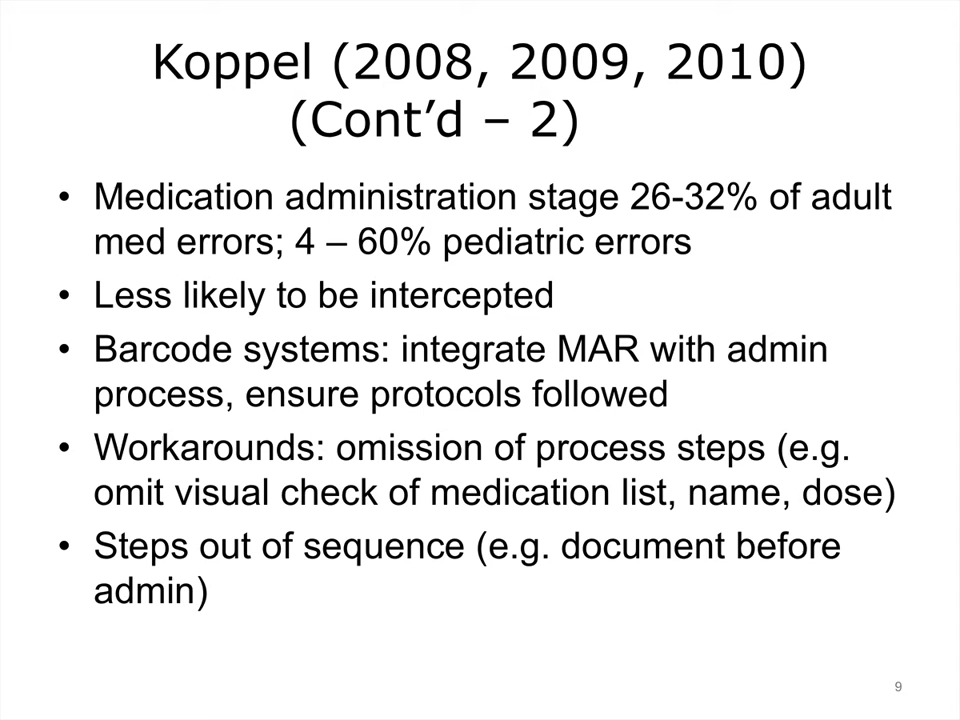 Koppel (2008, 2009, 2010)
(Cont’d – 2)
• Medication administration stage 26-32% of adult
med errors; 4 – 60% pediatric errors
• Less likely to be intercepted
• Barcode systems: integrate MAR with admin
process, ensure protocols followed
• Workarounds: omission of process steps (e.g.
omit visual check of medication list, name, dose)
• Steps out of sequence (e.g. document before
admin)
9